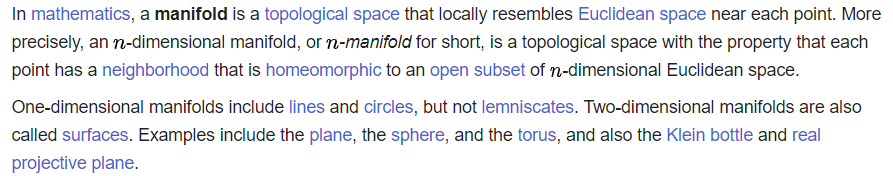 In mathematics, a manifold is a topological space that locally resembles Euclidean space near each point. More
precisely, an n-dimensional manifold, or n-manifold for short, is a topological space with the property that each
point has a neighborhood that is homeomorphic to an open subset of n-dimensional Euclidean space.
One-dimensional manifolds include lines and circles, but not lemniscates. Two-dimensional manifolds are also
called surfaces. Examples include the plane, the sphere, and the torus, and also the Klein bottle and real
projective plane.